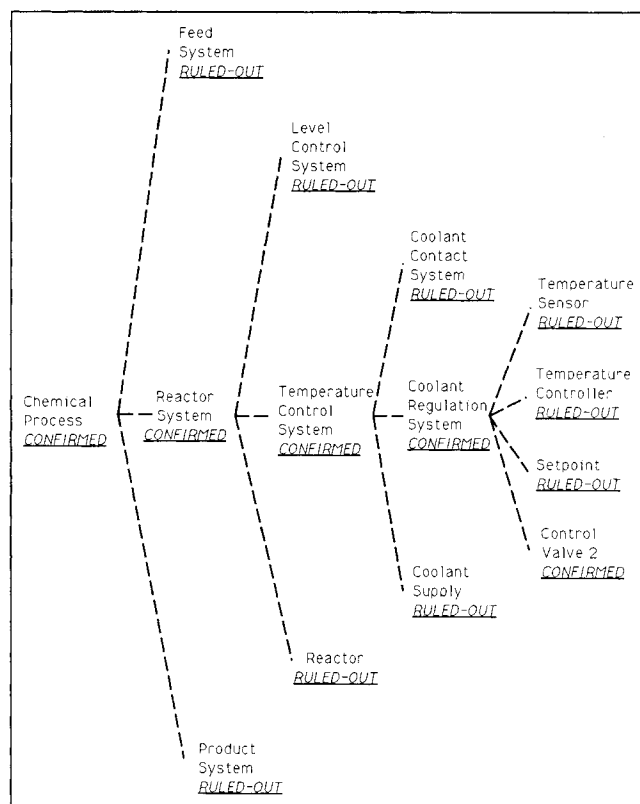 Feed
System
RULED-OUT
Level
Control
System
RULED-OUT
Coolant
Contact
System
RULED-OUT
Temperature
Sensor
RULED-OUT
Chemical
Process
CONFIRMED
Reactor
System
CONFIRMED
Temperature
Control
System
CONFIRMED
Coolant
Regulation
System
CONFIRMED
Temperature
Controller
RULED-OUT
Setpoint
RULED-OUT
Control
Valve 2
CONFIRMED
Coolant
Supply
RULED-OUT
Reactor
RULED-OUT
Product
System
RULED-OUT